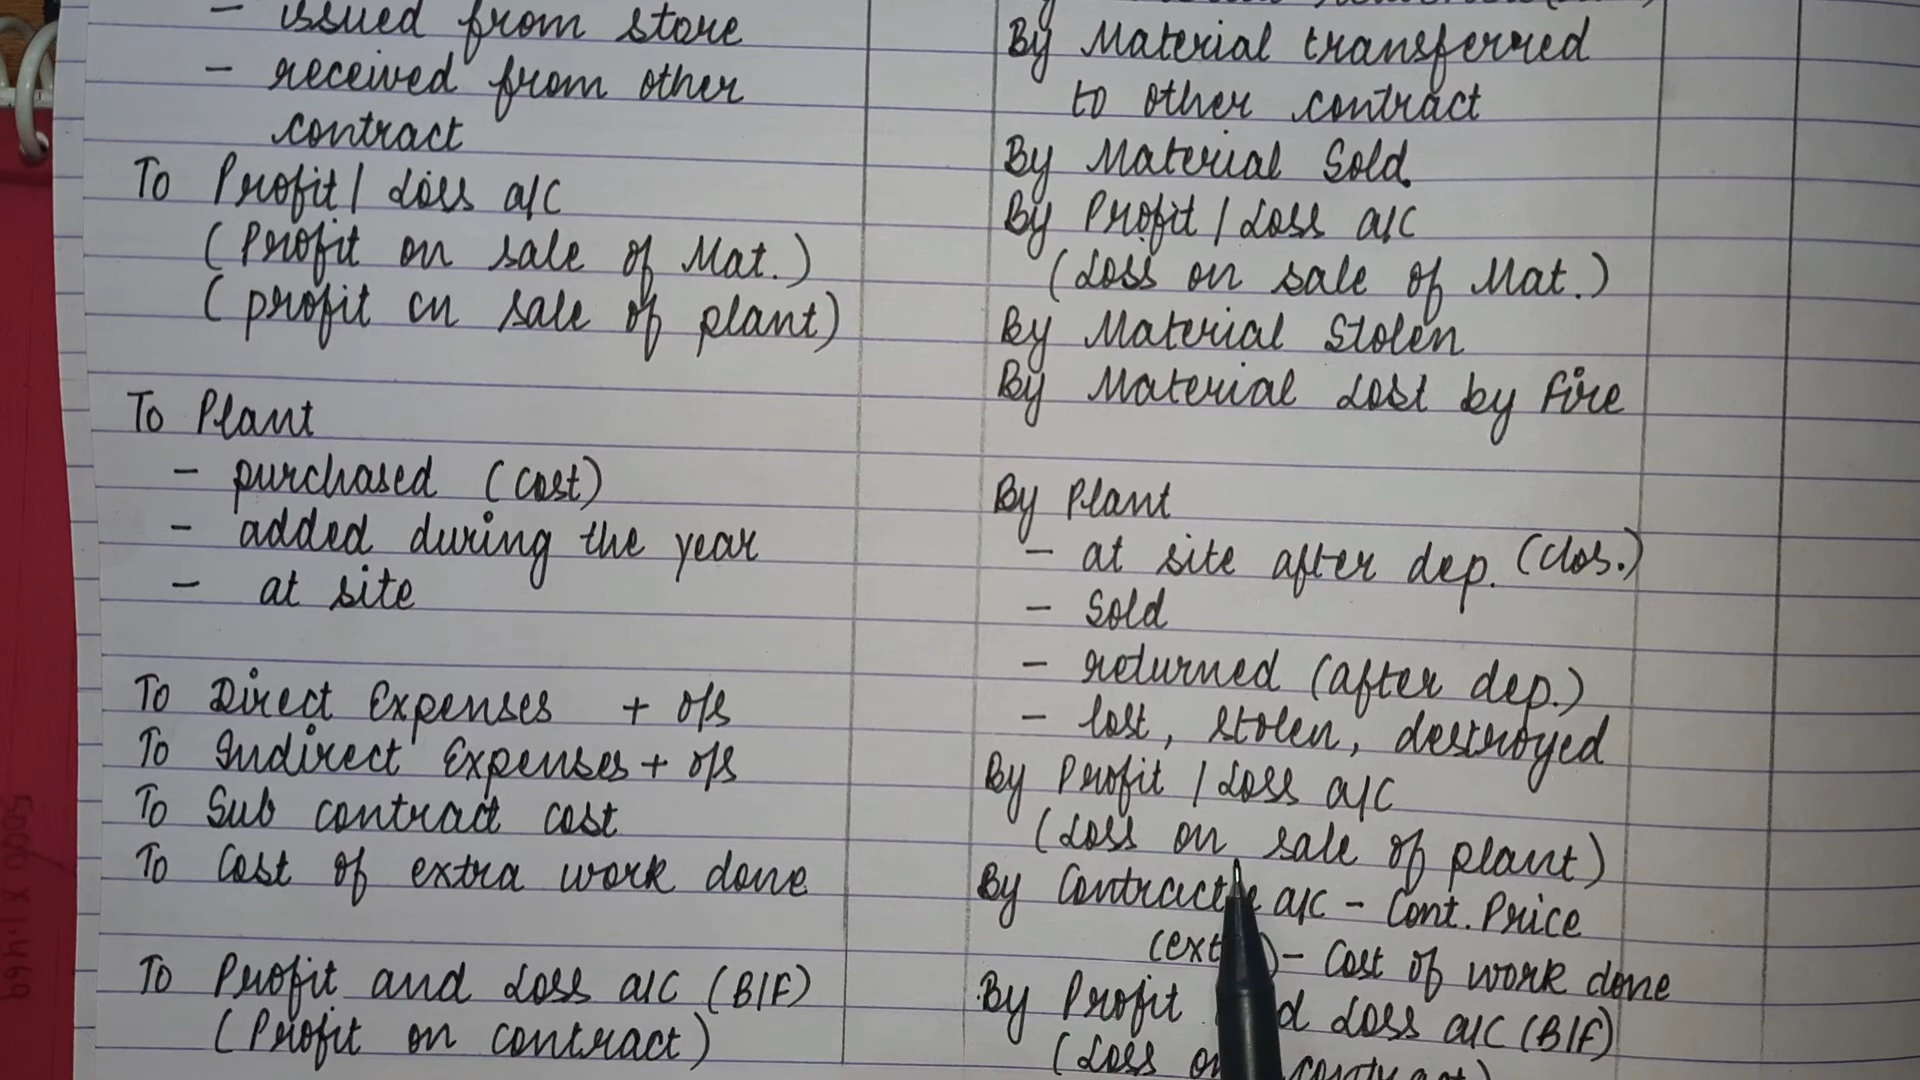 - issued from store
- received from other
contract
To Profit / Loss a/c
(Profit on sale of Mat.)
(profit on sale of plant)
To Plant
- purchased (cost)
- added during the year
- at site
To Direct Expenses + o/s
To Indirect Expenses + o/s
To Sub contract cost
To Cost of extra work done
To Profit and Loss a/c (B/F)
(Profit on contract)
By Material transferred
to other contract
By Material Sold
By Profit / Loss a/c
(Loss on sale of Mat.)
By Material Stolen
By Material Lost by fire
By Plant
- at site after dep. (clos.)
- Sold
- returned (after dep.)
- lost, stolen, destroyed
By Profit / Loss a/c
(Loss on sale of plant)
By a/c - Cont. Price
- Cost of work done
By Profit Loss a/c (B/F)
(Loss contract)